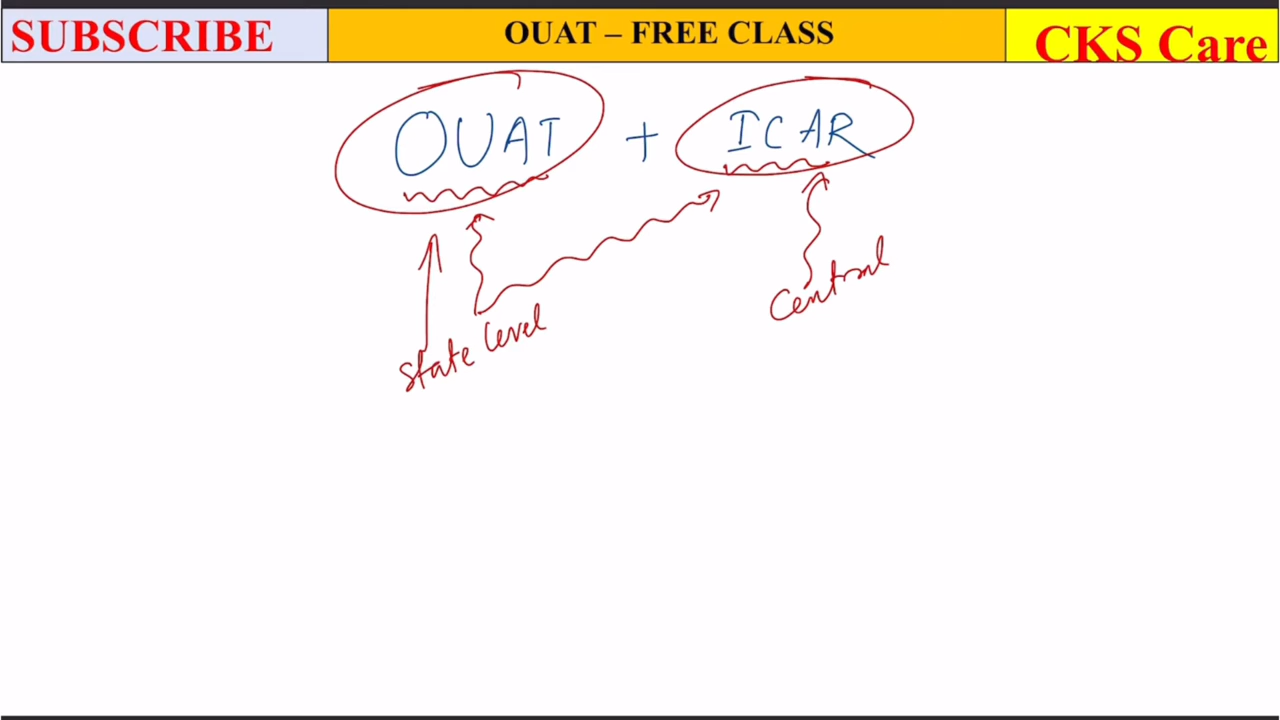 SUBSCRIBE
OUAT – FREE CLASS
CKS Care
OUAT + ICAR
Central
State level